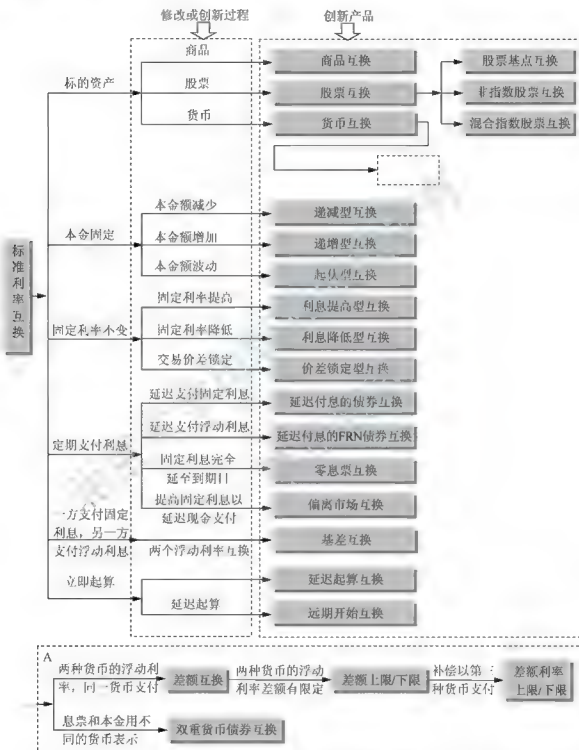 修改或创新过程
创新产品
标准利率互换
标的资产
商品
商品互换
股票
股票互换
货币
货币互换
股票基点互换
非指数股票互换
混合指数股票互换
本金固定
本金额减少
递减型互换
本金额增加
递增型互换
本金额波动
起伏型互换
固定利率不变
固定利率提高
利息提高型互换
固定利率降低
利息降低型互换
交易价差锁定
价差锁定型互换
定期支付利息
延迟支付固定利息
延迟付息的债券互换
延迟支付浮动利息
延迟付息的FRN债券互换
固定利息完全
延至到期日
零息票互换
提高固定利息以
延迟现金支付
偏离市场互换
一方支付固定
利息,另一方
支付浮动利息
两个浮动利率互换
基差互换
立即起算
延迟起算互换
延迟起算
远期开始互换
A
两种货币的浮动利
率,同一货币支付
差额互换
两种货币的浮动
利率差额有限定
差额上限/下限
补偿以第三
种货币支付
差额利率
上限/下限
息票和本金用不
同的货币表示
双重货币债券互换